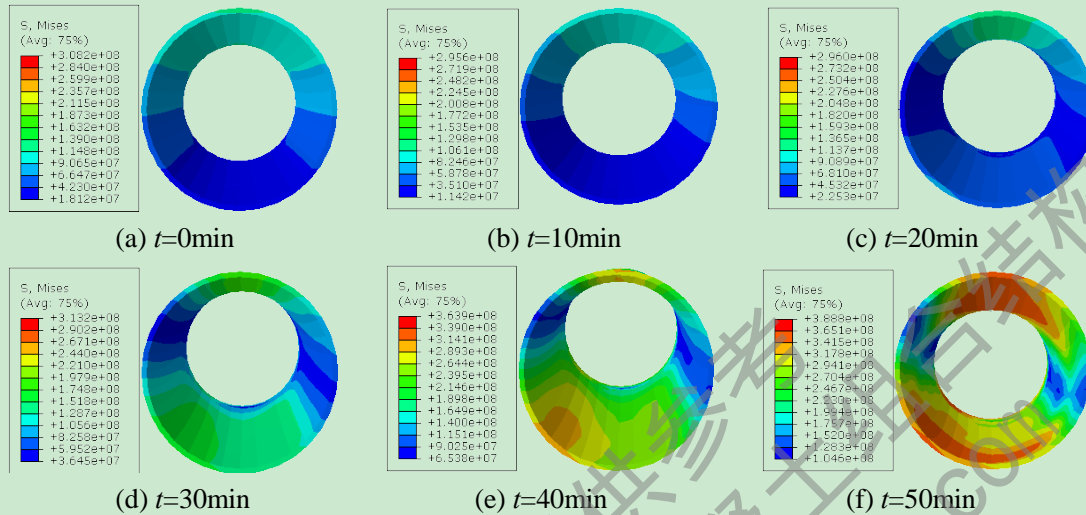 S, Mises
(Avg: 75%)
+3.082e+08
+2.840e+08
+2.599e+08
+2.357e+08
+2.115e+08
+1.873e+08
+1.632e+08
+1.390e+08
+1.148e+08
+9.065e+07
+6.647e+07
+4.230e+07
+1.812e+07
(a) t=0min
S, Mises
(Avg: 75%)
+2.956e+08
+2.719e+08
+2.482e+08
+2.245e+08
+2.008e+08
+1.772e+08
+1.535e+08
+1.298e+08
+1.061e+08
+8.246e+07
+5.878e+07
+3.510e+07
+1.142e+07
(b) t=10min
S, Mises
(Avg: 75%)
+2.960e+08
+2.732e+08
+2.504e+08
+2.276e+08
+2.048e+08
+1.820e+08
+1.593e+08
+1.365e+08
+1.137e+08
+9.089e+07
+6.810e+07
+4.532e+07
+2.253e+07
(c) t=20min
S, Mises
(Avg: 75%)
+3.132e+08
+2.902e+08
+2.671e+08
+2.440e+08
+2.210e+08
+1.979e+08
+1.748e+08
+1.518e+08
+1.287e+08
+1.056e+08
+8.258e+07
+5.952e+07
+3.645e+07
(d) t=30min
S, Mises
(Avg: 75%)
+3.639e+08
+3.390e+08
+3.141e+08
+2.893e+08
+2.644e+08
+2.395e+08
+2.146e+08
+1.898e+08
+1.649e+08
+1.400e+08
+1.151e+08
+9.025e+07
+6.538e+07
(e) t=40min
S, Mises
(Avg: 75%)
+3.888e+08
+3.651e+08
+3.415e+08
+3.178e+08
+2.941e+08
+2.704e+08
+2.467e+08
+2.230e+08
+1.994e+08
+1.757e+08
+1.520e+08
+1.283e+08
+1.046e+08
(f) t=50min
供参考
土组合结构
.com